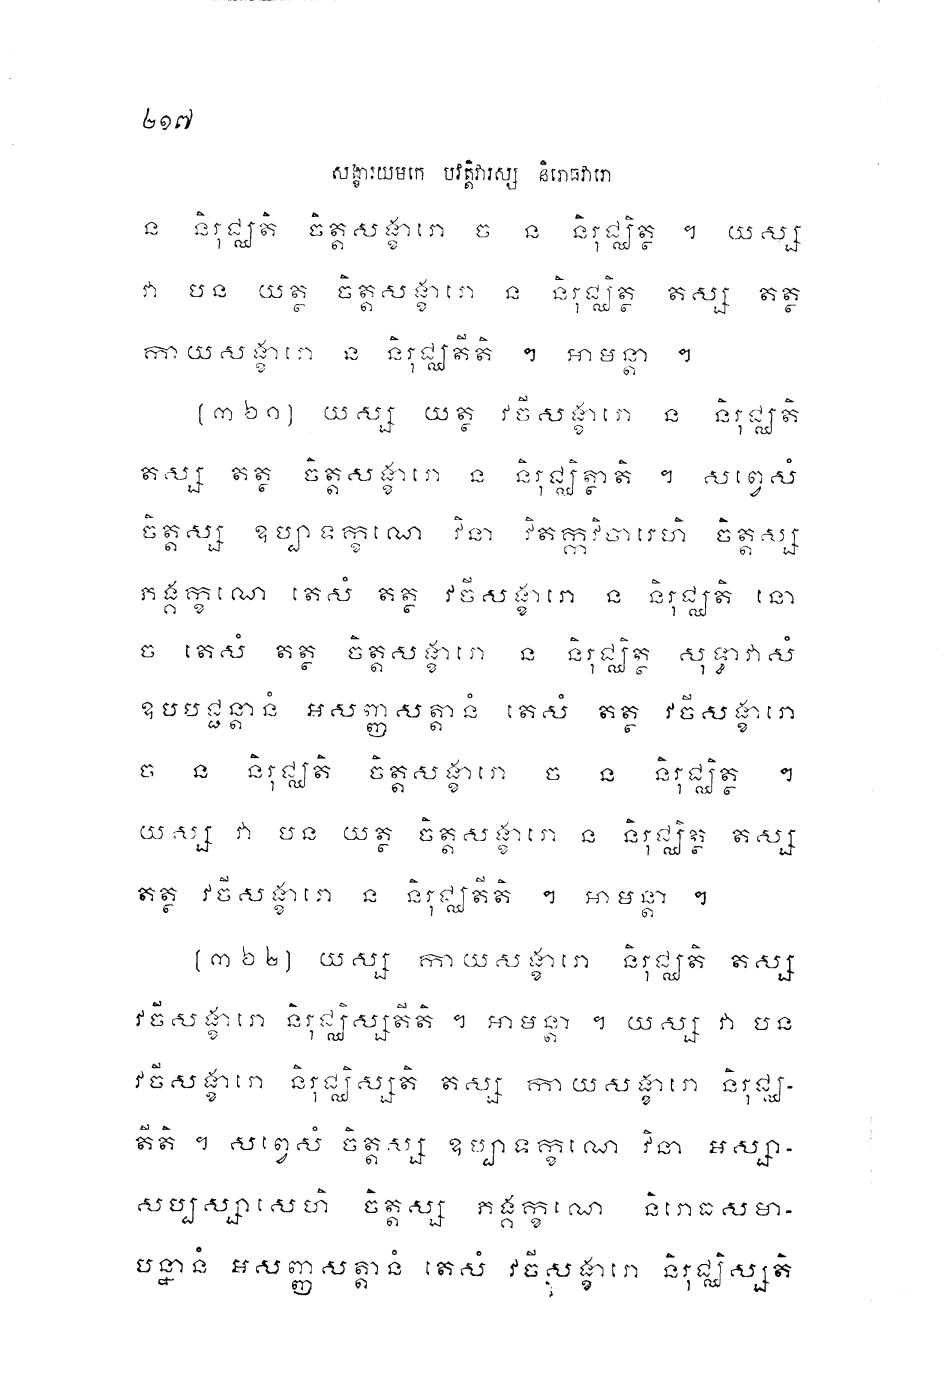 ២១៧
សង្ខារយមកេ បវត្តិវារស្ស និរោធវារោ
ន និរុជ្ឈតិ ចិត្តសង្ខារោ ច ន និរុជ្ឈិត្ថ ។ យស្ស
វា បន យត្ថ ចិត្តសង្ខារោ ន និរុជ្ឈិត្ថ តស្ស តត្ថ
កាយសង្ខារោ ន និរុជ្ឈតីតិ ។ អាមន្តា ។
(៣៦១) យស្ស យត្ថ វចីសង្ខារោ ន និរុជ្ឈតិ
តស្ស តត្ថ ចិត្តសង្ខារោ ន និរុជ្ឈិត្ថាតិ ។ សព្វេសំ
ចិត្តស្ស ឧប្បាទក្ខណេ វិនា វិតក្កវិចារេហិ ចិត្តស្ស
ភង្គក្ខណេ តេសំ តត្ថ វចីសង្ខារោ ន និរុជ្ឈតិ នោ
ច តេសំ តត្ថ ចិត្តសង្ខារោ ន និរុជ្ឈិត្ថ សុទ្ធាវាសំ
ឧបបជ្ជន្តានំ អសញ្ញសត្តានំ តេសំ តត្ថ វចីសង្ខារោ
ច ន និរុជ្ឈតិ ចិត្តសង្ខារោ ច ន និរុជ្ឈិត្ថ ។
យស្ស វា បន យត្ថ ចិត្តសង្ខារោ ន និរុជ្ឈិត្ថ តស្ស
តត្ថ វចីសង្ខារោ ន និរុជ្ឈតីតិ ។ អាមន្តា ។
(៣៦២) យស្ស កាយសង្ខារោ និរុជ្ឈតិ តស្ស
វចីសង្ខារោ និរុជ្ឈិស្សតីតិ ។ អាមន្តា ។ យស្ស វា បន
វចីសង្ខារោ និរុជ្ឈិស្សតិ តស្ស កាយសង្ខារោ និរុជ្ឈ-
តីតិ ។ សព្វេសំ ចិត្តស្ស ឧប្បាទក្ខណេ វិនា អស្សា-
សប្បស្សាសេហិ ចិត្តស្ស ភង្គក្ខណេ និរោធសមា-
បន្នានំ អសញ្ញសត្តានំ តេសំ វចីសង្ខារោ និរុជ្ឈិស្សតិ